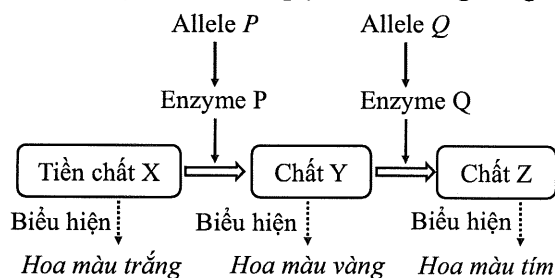 Allele P Allele Q
Enzyme P Enzyme Q
Tiền chất X Chất Y Chất Z
Biểu hiện Biểu hiện Biểu hiện
Hoa màu trắng Hoa màu vàng Hoa màu tím